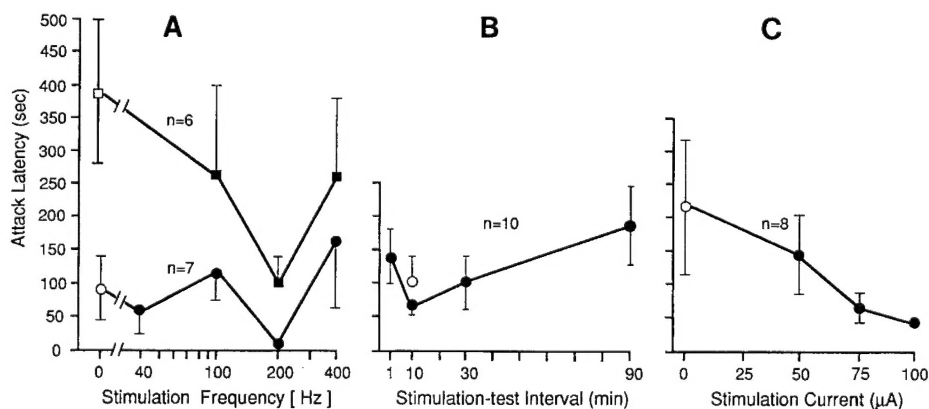 A
B
C
500
450
400
350
300
250
200
150
100
50
0
Attack Latency (sec)
n=6
n=7
n=10
n=8
0 40 100 200 400
1 10 30 90
0 50 75 100
Stimulation Frequency [ Hz ]
Stimulation-test Interval (min)
Stimulation Current (µA)